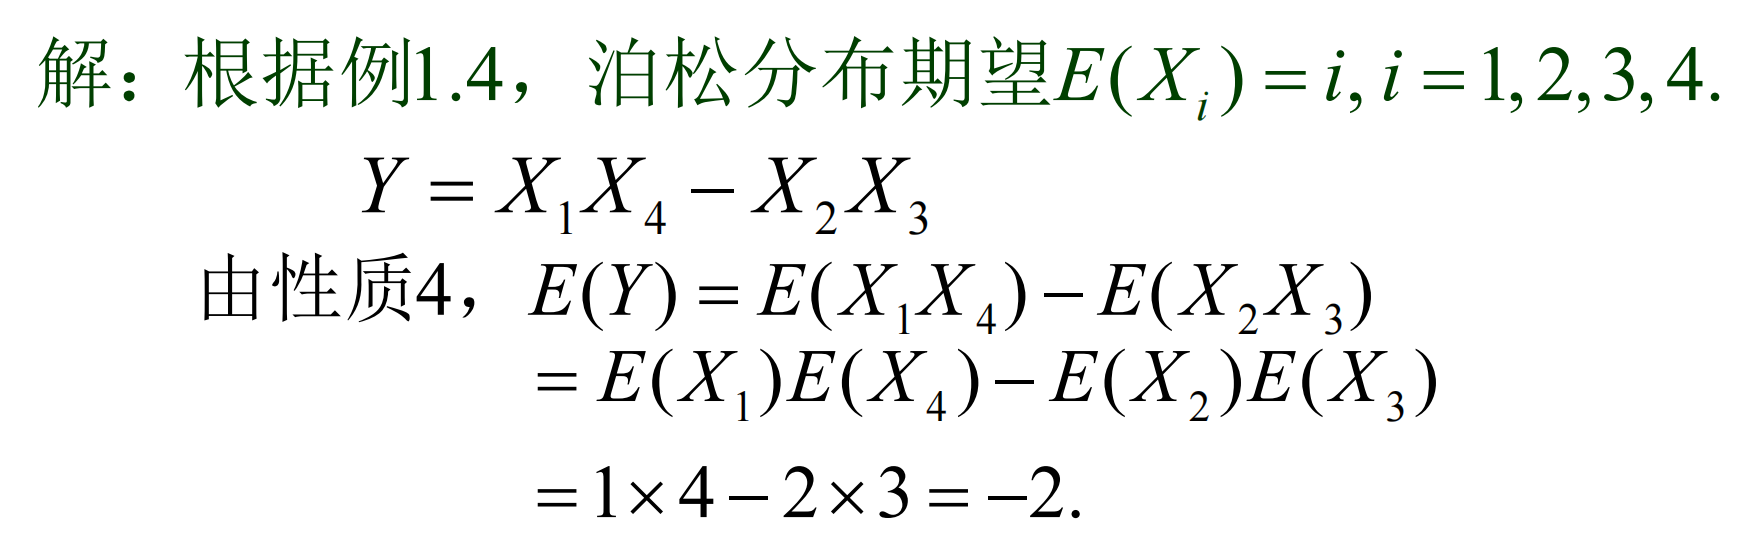 解：根据例1.4，泊松分布期望E(X_i) = i, i = 1, 2, 3, 4.
Y = X_1X_4 − X_2X_3
由性质4，E(Y) = E(X_1X_4) − E(X_2X_3)
= E(X_1)E(X_4) − E(X_2)E(X_3)
= 1×4 − 2×3 = −2.